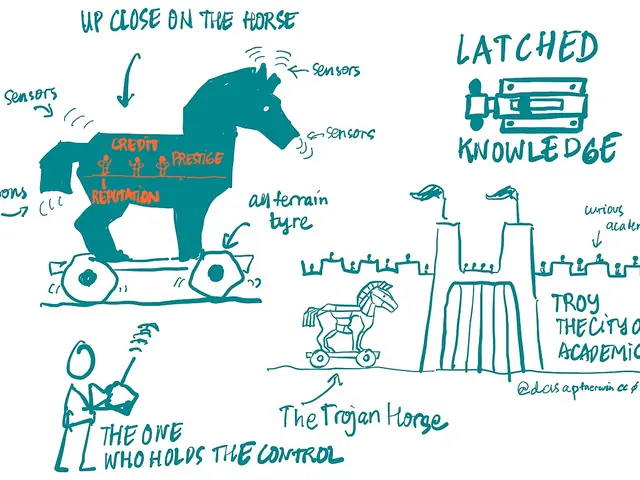 UP CLOSE ON THE HORSE
sensors
sensors
sensors
CREDIT
PRESTIGE
REPUTATION
all terrain
tyre
LATCHED
KNOWLEDGE
curious
TROY
THE CITY O
ACADEMIC
The Trojan Horse
THE ONE
WHO HOLDS THE CONTROL